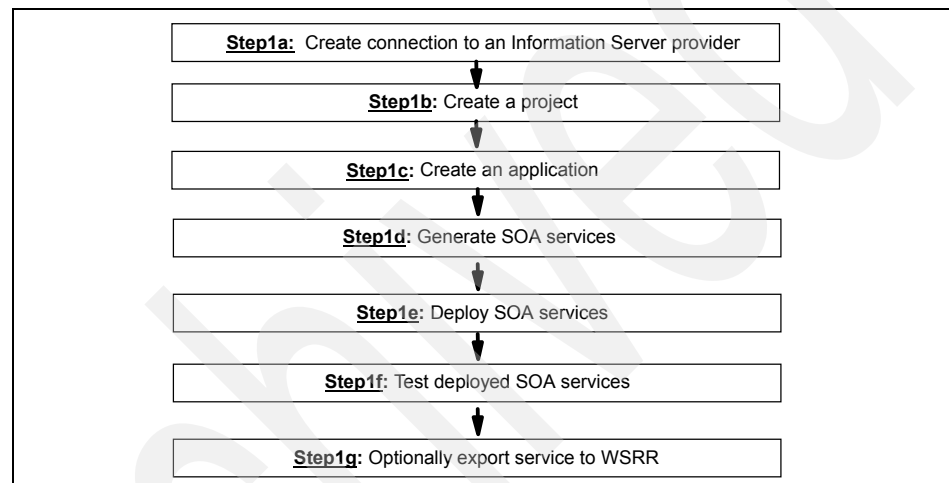 Step1a: Create connection to an Information Server provider
Step1b: Create a project
Step1c: Create an application
Step1d: Generate SOA services
Step1e: Deploy SOA services
Step1f: Test deployed SOA services
Step1g: Optionally export service to WSRR